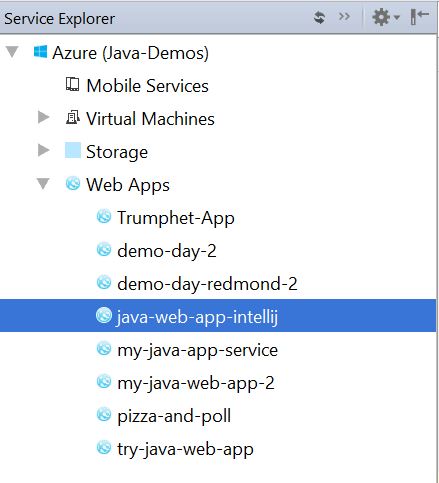 Service Explorer
Azure (Java-Demos)
Mobile Services
Virtual Machines
Storage
Web Apps
Trumphet-App
demo-day-2
demo-day-redmond-2
java-web-app-intellij
my-java-app-service
my-java-web-app-2
pizza-and-poll
try-java-web-app